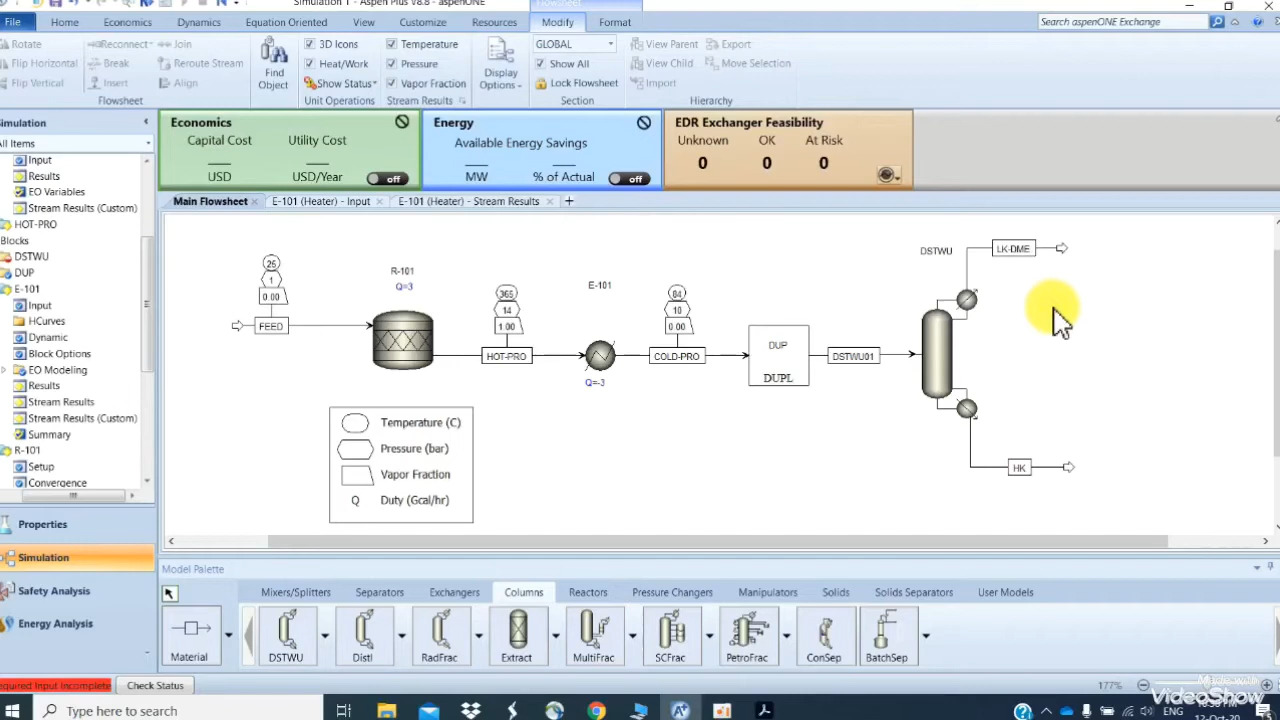 Simulation 1 - Aspen Plus V8.8 - aspenONE
Flowsheet
File Home Economics Dynamics Equation Oriented View Customize Resources Modify Format Search aspenONE Exchange
Rotate Reconnect Join 3D Icons Temperature GLOBAL View Parent Export
Flip Horizontal Break Reroute Stream Heat/Work Pressure Show All View Child Move Selection
Flip Vertical Insert Align Find Object Show Status Vapor Fraction Display Options Lock Flowsheet Import
Flowsheet Unit Operations Stream Results Section Hierarchy
Simulation
All Items
Input
Results
EO Variables
Stream Results (Custom)
HOT-PRO
Blocks
DSTWU
DUP
E-101
Input
HCurves
Dynamic
Block Options
EO Modeling
Results
Stream Results
Stream Results (Custom)
Summary
R-101
Setup
Convergence
Properties
Simulation
Safety Analysis
Energy Analysis
Economics
Capital Cost Utility Cost
USD USD/Year off
Energy
Available Energy Savings
MW % of Actual off
EDR Exchanger Feasibility
Unknown OK At Risk
0 0 0
Main Flowsheet E-101 (Heater) - Input E-101 (Heater) - Stream Results
25
1
0.00
FEED
R-101
Q=3
365
14
1.00
HOT-PRO
E-101
Q=-3
84
10
0.00
COLD-PRO
DUP
DUPL
DSTWU01
DSTWU
LK-DME
HK
Temperature (C)
Pressure (bar)
Vapor Fraction
Q Duty (Gcal/hr)
Model Palette
Mixers/Splitters Separators Exchangers Columns Reactors Pressure Changers Manipulators Solids Solids Separators User Models
Material DSTWU Distl RadFrac Extract MultiFrac SCFrac PetroFrac ConSep BatchSep
Required Input Incomplete Check Status 177%
Made with
VideoShow
Type here to search
ENG